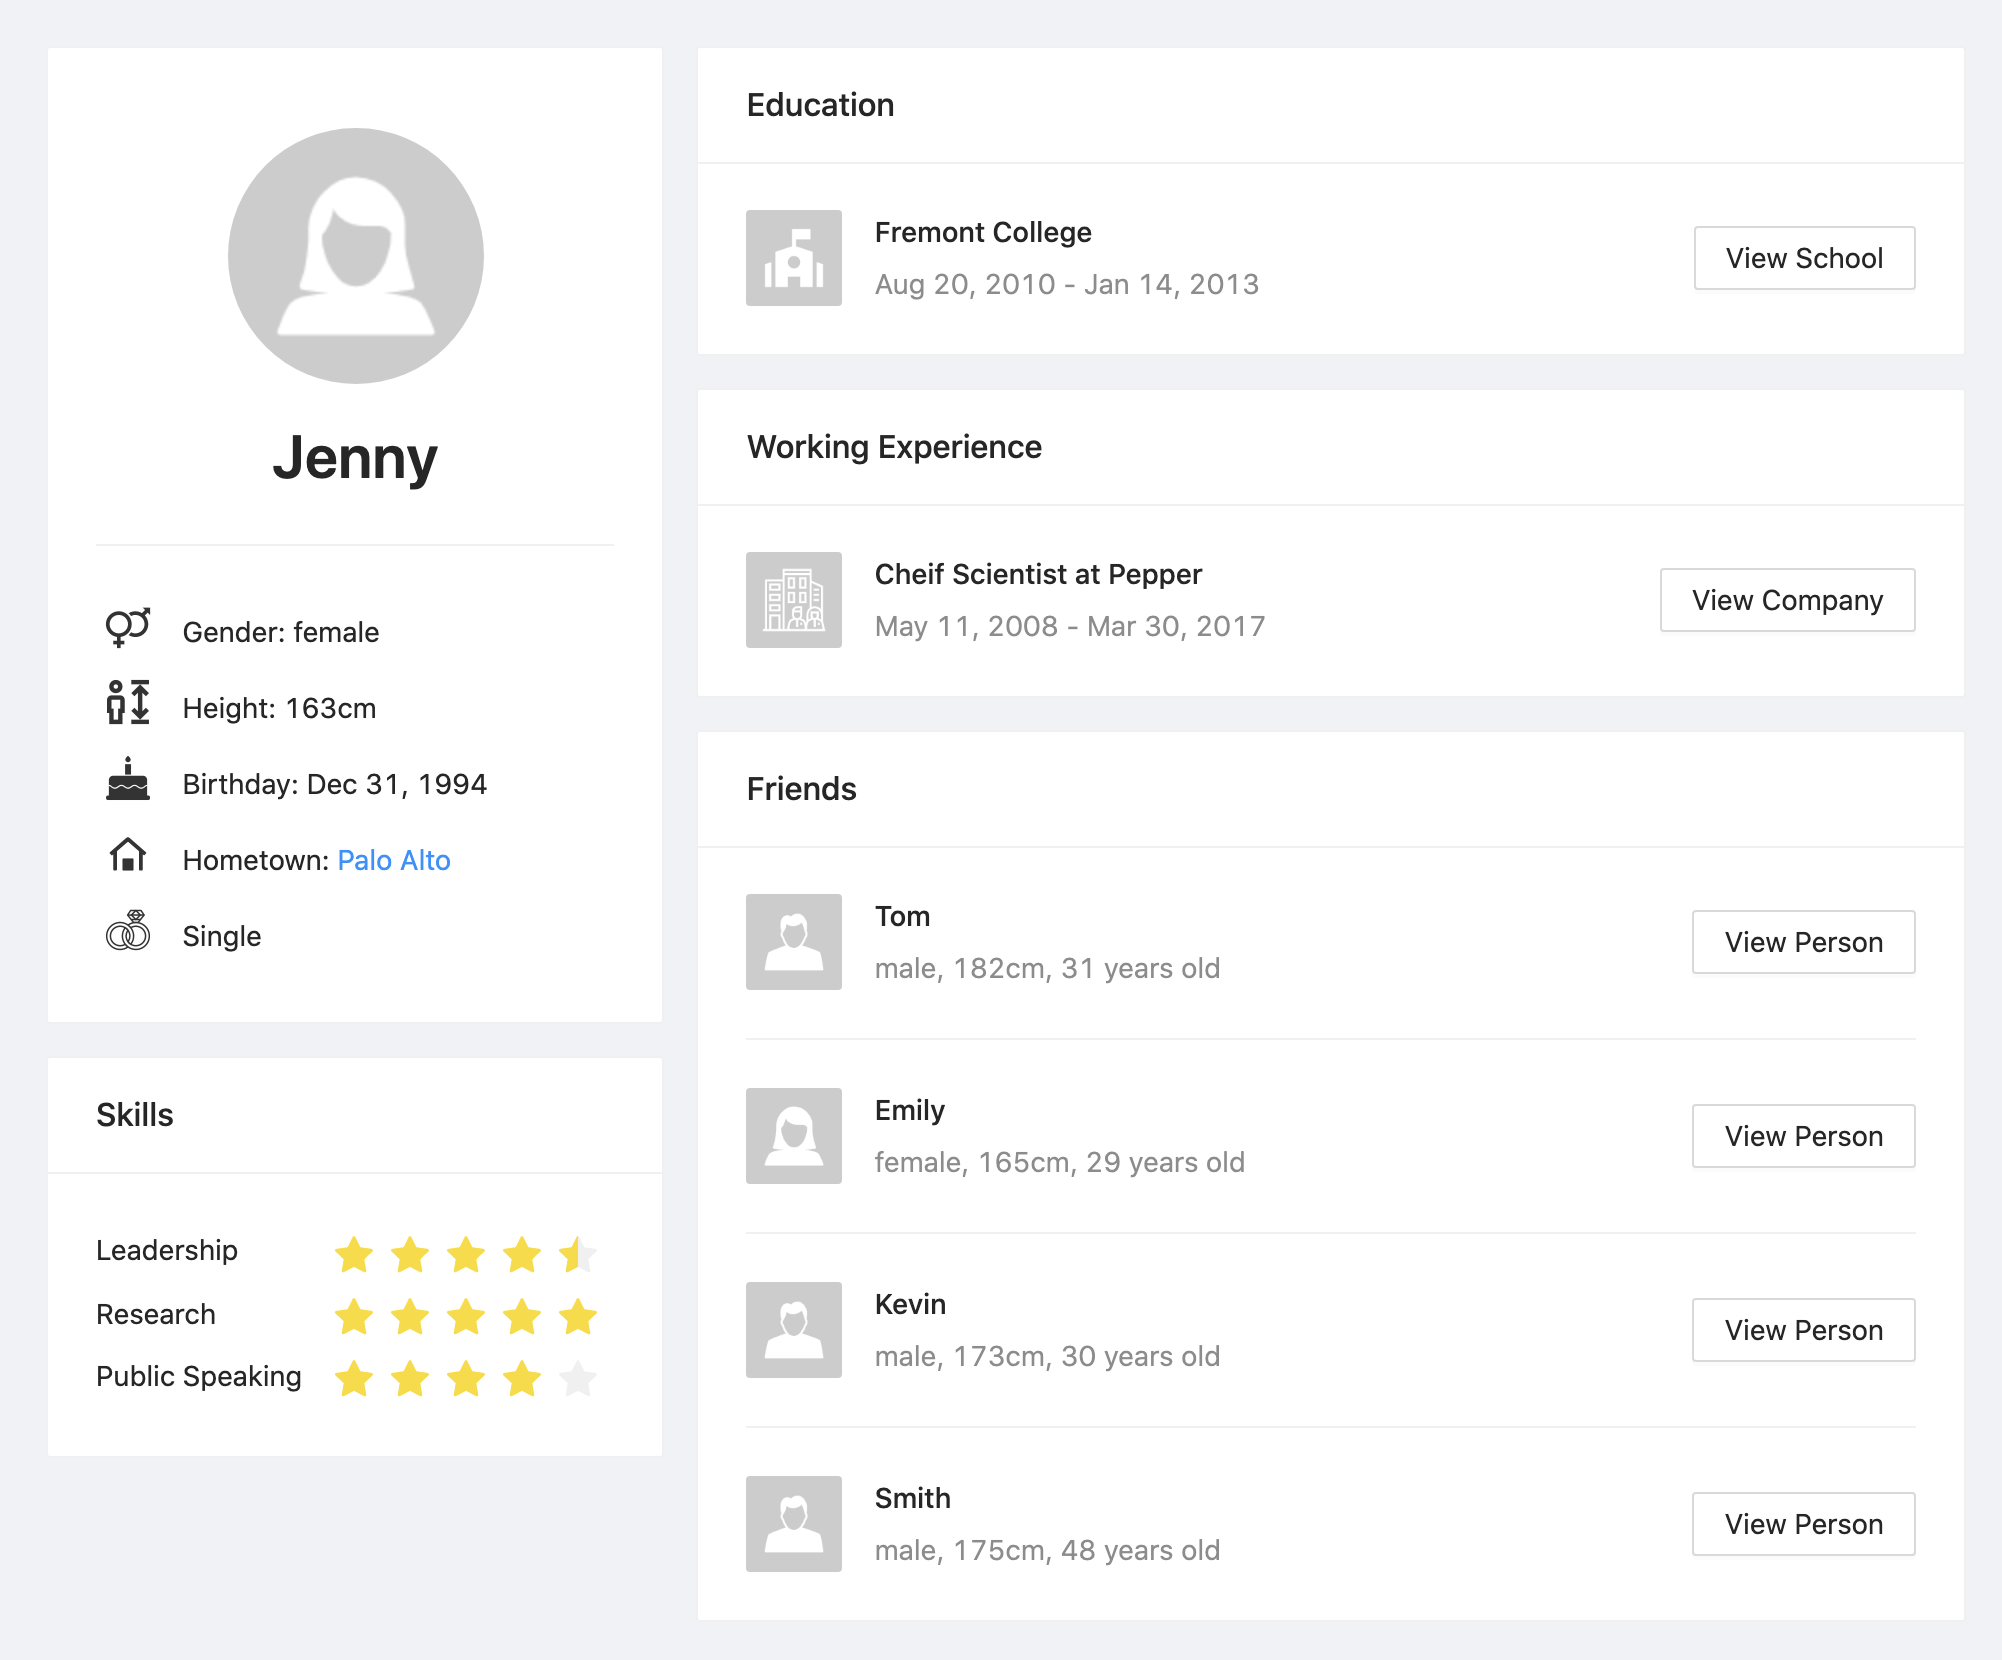 Jenny
Gender: female
Height: 163cm
Birthday: Dec 31, 1994
Hometown: Palo Alto
Single
Skills
Leadership
Research
Public Speaking
Education
Fremont College
Aug 20, 2010 - Jan 14, 2013
View School
Working Experience
Cheif Scientist at Pepper
May 11, 2008 - Mar 30, 2017
View Company
Friends
Tom
male, 182cm, 31 years old
View Person
Emily
female, 165cm, 29 years old
View Person
Kevin
male, 173cm, 30 years old
View Person
Smith
male, 175cm, 48 years old
View Person